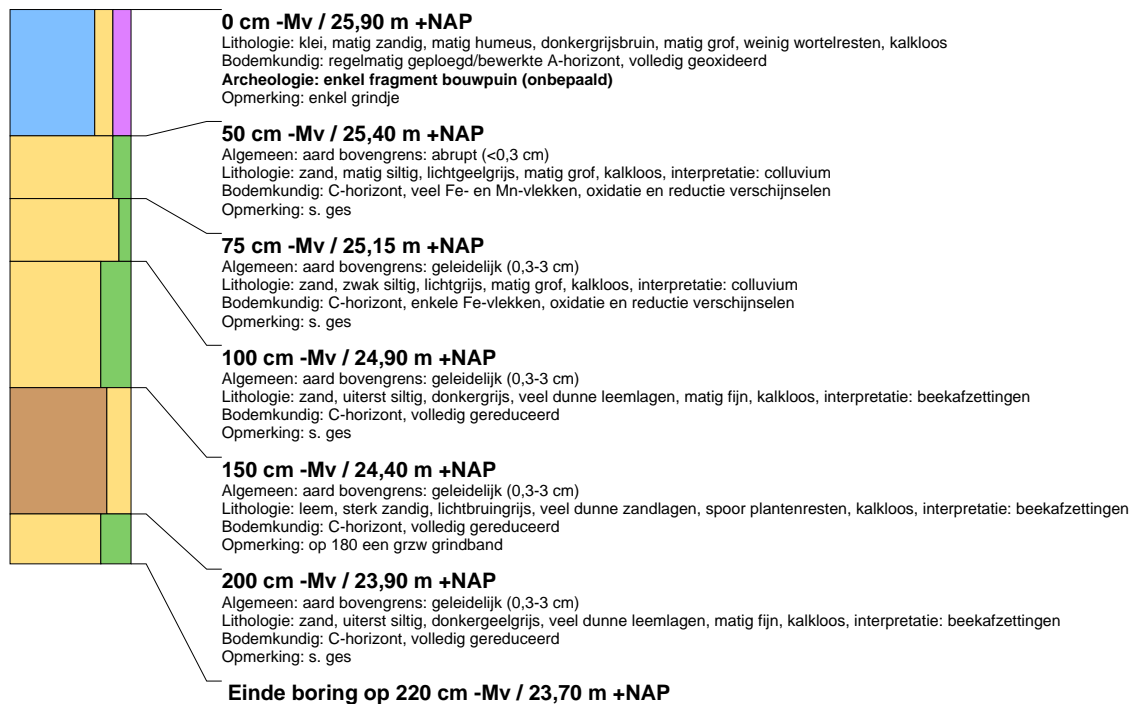 0 cm -Mv / 25,90 m +NAP
Lithologie: klei, matig zandig, matig humeus, donkergrijsbruin, matig grof, weinig wortelresten, kalkloos
Bodemkundig: regelmatig geploegd/bewerkte A-horizont, volledig geoxideerd
Archeologie: enkel fragment bouwpuin (onbepaald)
Opmerking: enkel grindje
50 cm -Mv / 25,40 m +NAP
Algemeen: aard bovengrens: abrupt (<0,3 cm)
Lithologie: zand, matig siltig, lichtgeelgrijs, matig grof, kalkloos, interpretatie: colluvium
Bodemkundig: C-horizont, veel Fe- en Mn-vlekken, oxidatie en reductie verschijnselen
Opmerking: s. ges
75 cm -Mv / 25,15 m +NAP
Algemeen: aard bovengrens: geleidelijk (0,3-3 cm)
Lithologie: zand, zwak siltig, lichtgrijs, matig grof, kalkloos, interpretatie: colluvium
Bodemkundig: C-horizont, enkele Fe-vlekken, oxidatie en reductie verschijnselen
Opmerking: s. ges
100 cm -Mv / 24,90 m +NAP
Algemeen: aard bovengrens: geleidelijk (0,3-3 cm)
Lithologie: zand, uiterst siltig, donkergrijs, veel dunne leemlagen, matig fijn, kalkloos, interpretatie: beekafzettingen
Bodemkundig: C-horizont, volledig gereduceerd
Opmerking: s. ges
150 cm -Mv / 24,40 m +NAP
Algemeen: aard bovengrens: geleidelijk (0,3-3 cm)
Lithologie: leem, sterk zandig, lichtbruingrijs, veel dunne zandlagen, spoor plantenresten, kalkloos, interpretatie: beekafzettingen
Bodemkundig: C-horizont, volledig gereduceerd
Opmerking: op 180 een grzw grindband
200 cm -Mv / 23,90 m +NAP
Algemeen: aard bovengrens: geleidelijk (0,3-3 cm)
Lithologie: zand, uiterst siltig, donkergeelgrijs, veel dunne leemlagen, matig fijn, kalkloos, interpretatie: beekafzettingen
Bodemkundig: C-horizont, volledig gereduceerd
Opmerking: s. ges
Einde boring op 220 cm -Mv / 23,70 m +NAP